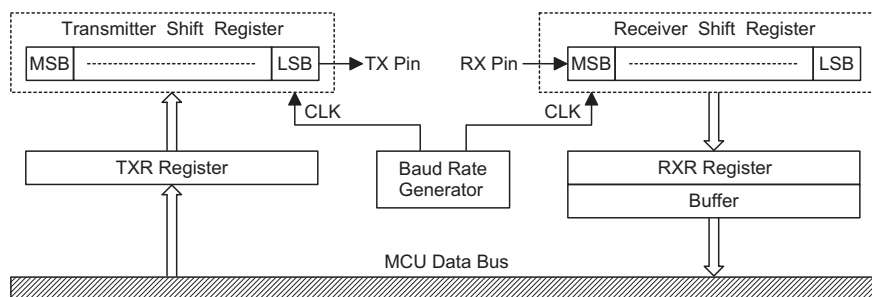 Transmitter Shift Register
MSB
LSB
TX Pin
CLK
TXR Register
Baud Rate
Generator
Receiver Shift Register
RX Pin
MSB
LSB
CLK
RXR Register
Buffer
MCU Data Bus